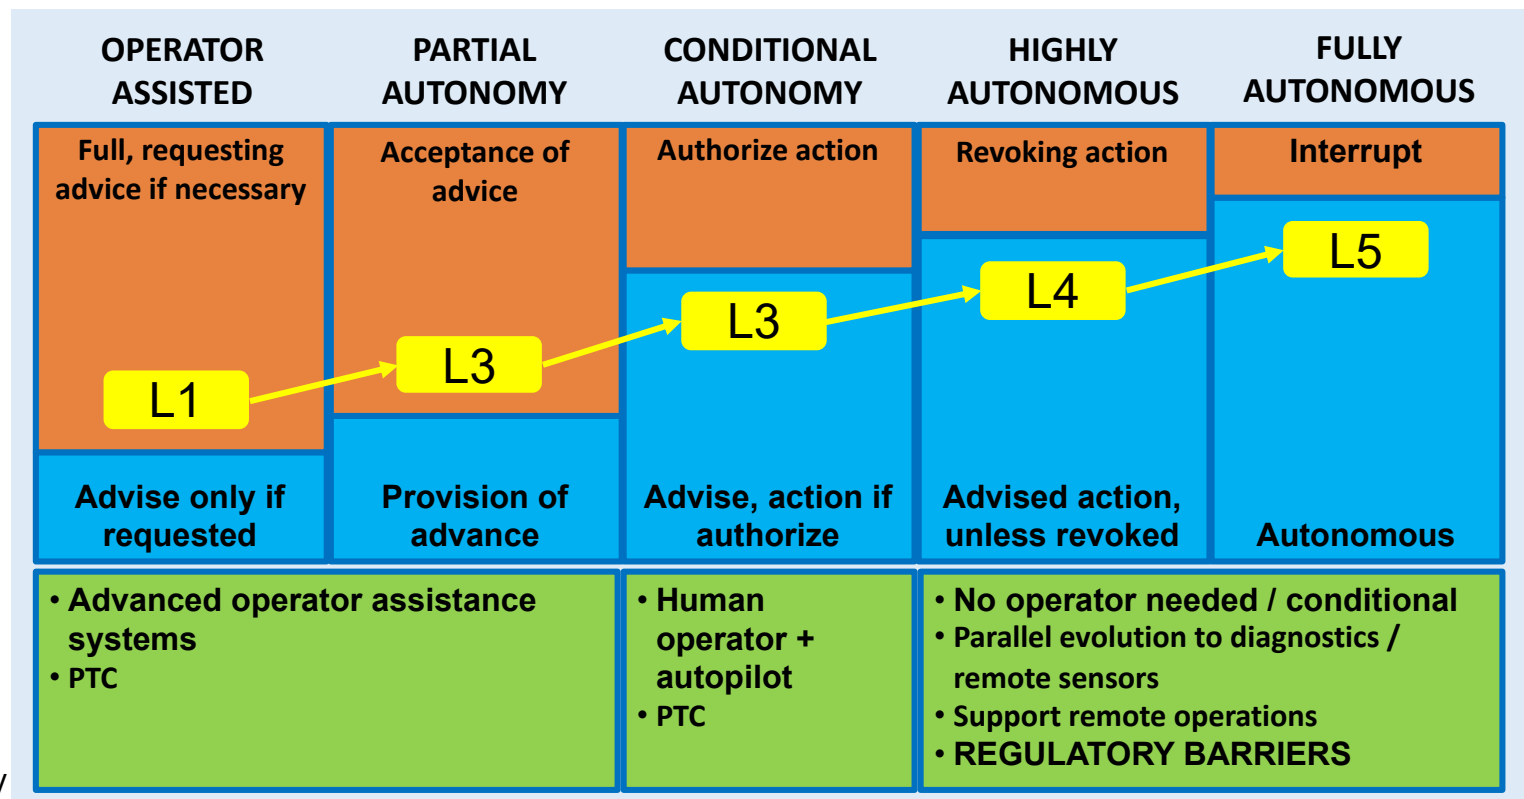 OPERATOR
ASSISTED
PARTIAL
AUTONOMY
CONDITIONAL
AUTONOMY
HIGHLY
AUTONOMOUS
FULLY
AUTONOMOUS
Full, requesting
advice if necessary
Acceptance of
advice
Authorize action
Revoking action
Interrupt
L1
L3
L3
L4
L5
Advise only if
requested
Provision of
advance
Advise, action if
authorize
Advised action,
unless revoked
Autonomous
• Advanced operator assistance
systems
• PTC
• Human
operator +
autopilot
• PTC
• No operator needed / conditional
• Parallel evolution to diagnostics /
remote sensors
• Support remote operations
• REGULATORY BARRIERS
/